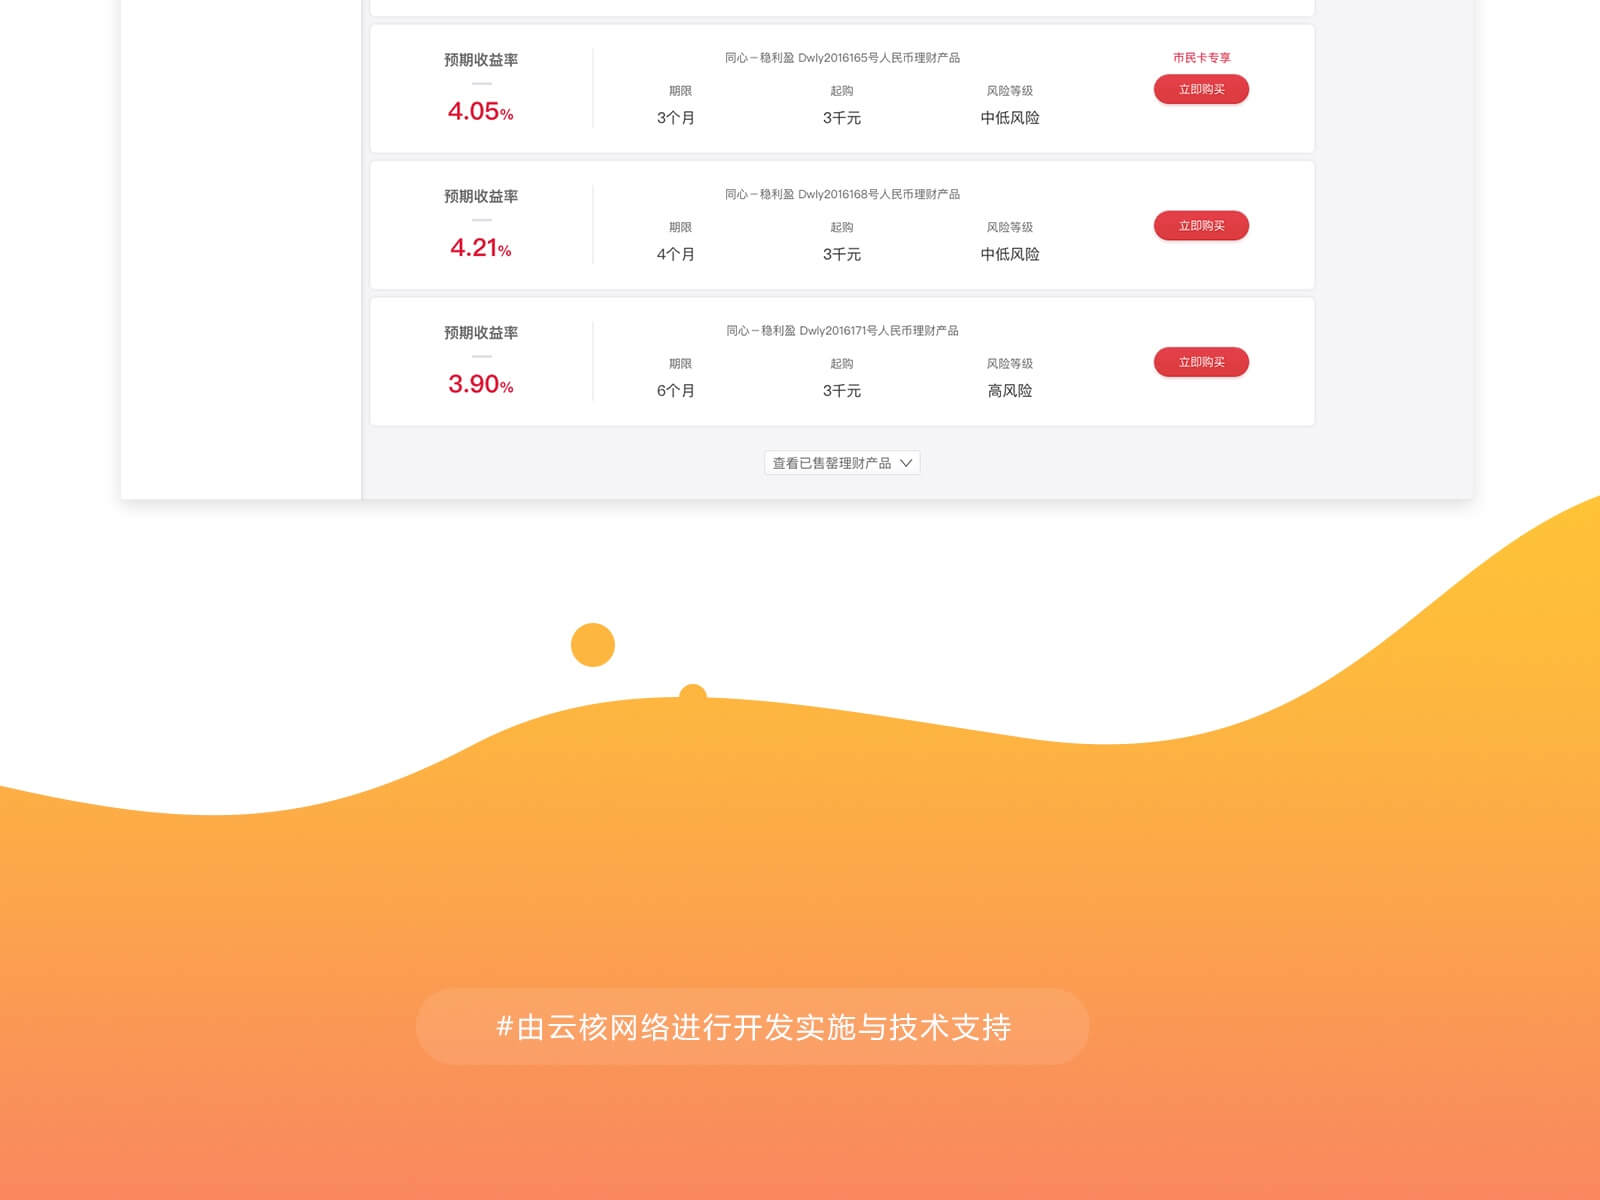 预期收益率
4.05%
同心－稳利盈 Dwly2016165号人民币理财产品
期限 起购 风险等级
3个月 3千元 中低风险
市民卡专享
立即购买
预期收益率
4.21%
同心－稳利盈 Dwly2016168号人民币理财产品
期限 起购 风险等级
4个月 3千元 中低风险
立即购买
预期收益率
3.90%
同心－稳利盈 Dwly2016171号人民币理财产品
期限 起购 风险等级
6个月 3千元 高风险
立即购买
查看已售罄理财产品
#由云核网络进行开发实施与技术支持